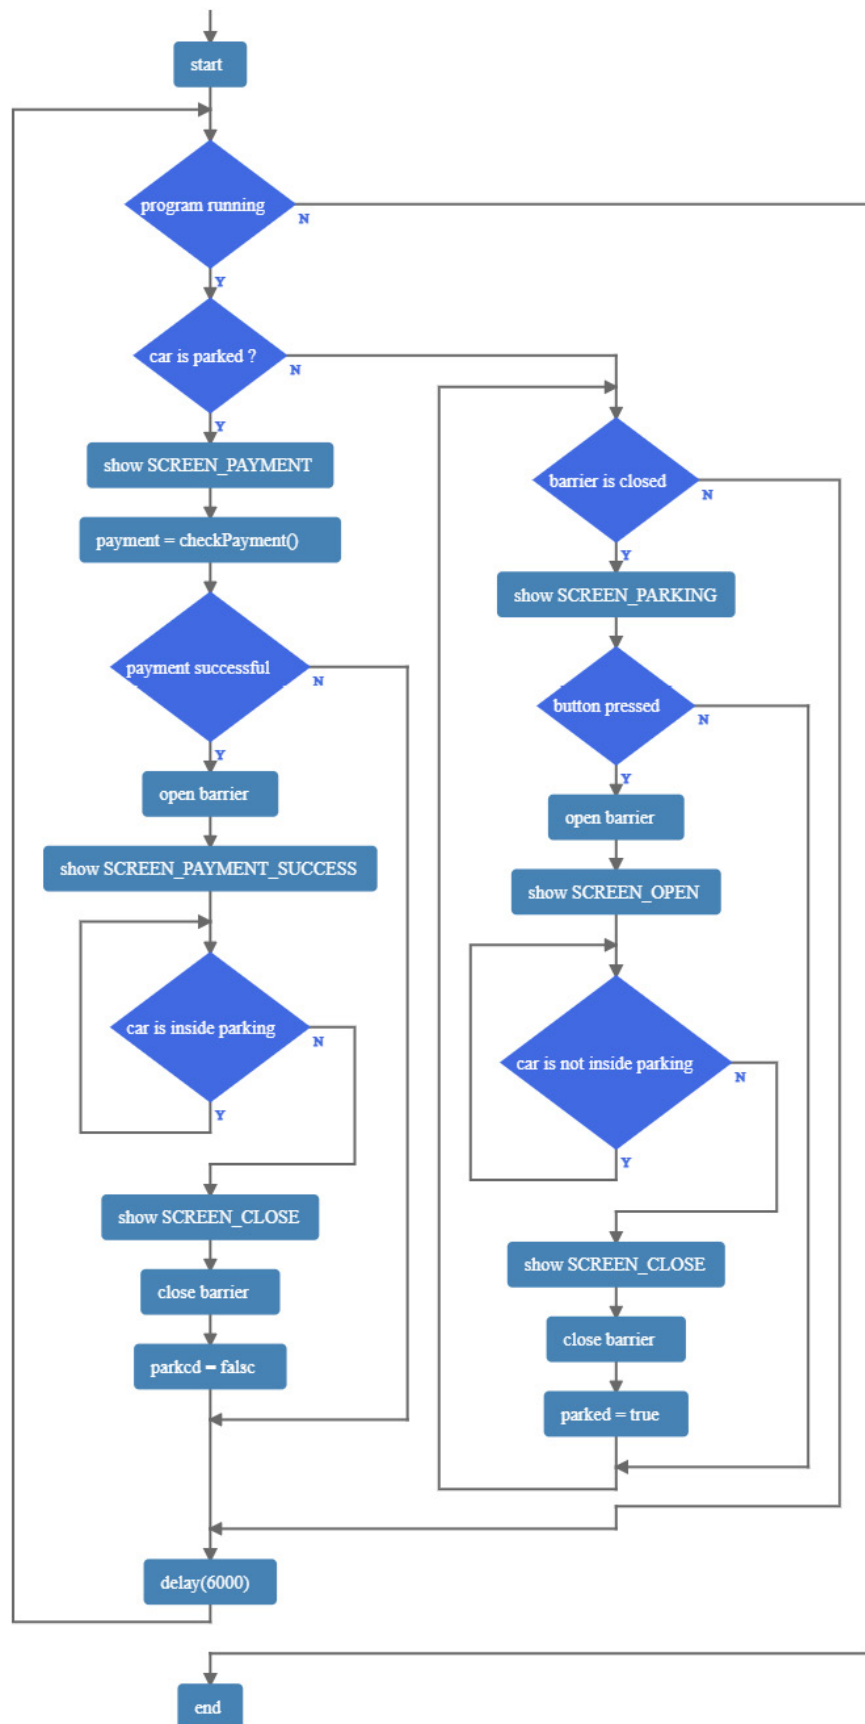 start
program running
N
Y
car is parked ?
N
Y
show SCREEN_PAYMENT
payment = checkPayment()
payment successful
N
Y
open barrier
show SCREEN_PAYMENT_SUCCESS
car is inside parking
N
Y
show SCREEN_CLOSE
close barrier
parked = false
barrier is closed
N
Y
show SCREEN_PARKING
button pressed
N
Y
open barrier
show SCREEN_OPEN
car is not inside parking
N
Y
show SCREEN_CLOSE
close barrier
parked = true
delay(6000)
end